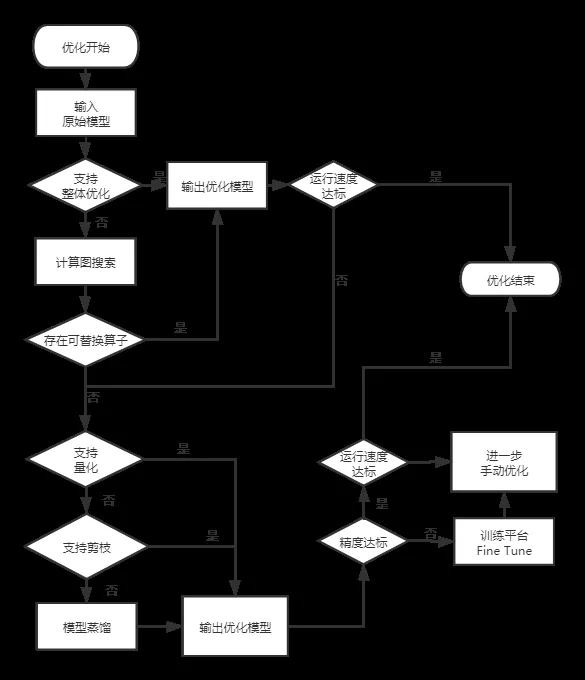 优化开始
输入
原始模型
支持
整体优化
是
输出优化模型
运行速度
达标
是
否
计算图搜索
否
优化结束
存在可替换算子
是
是
否
支持
量化
是
运行速度
达标
进一步
手动优化
否
是
支持剪枝
是
精度达标
否
训练平台
Fine Tune
否
模型蒸馏
输出优化模型